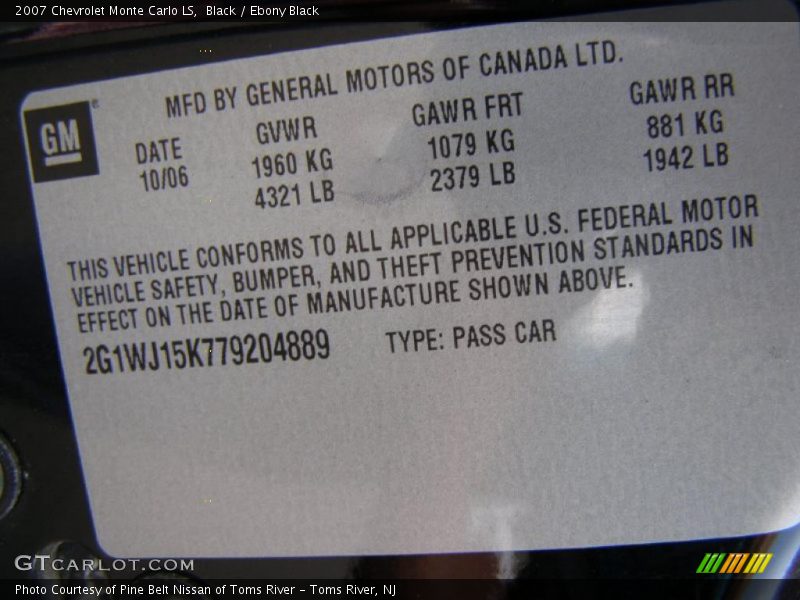 2007 Chevrolet Monte Carlo LS,  Black / Ebony Black
MFD BY GENERAL MOTORS OF CANADA LTD.
GM®
DATE GVWR GAWR FRT GAWR RR
10/06 1960 KG 1079 KG 881 KG
4321 LB 2379 LB 1942 LB
THIS VEHICLE CONFORMS TO ALL APPLICABLE U.S. FEDERAL MOTOR
VEHICLE SAFETY, BUMPER, AND THEFT PREVENTION STANDARDS IN
EFFECT ON THE DATE OF MANUFACTURE SHOWN ABOVE.
2G1WJ15K779204889 TYPE: PASS CAR
GTCARLOT.COM
Photo Courtesy of Pine Belt Nissan of Toms River – Toms River, NJ